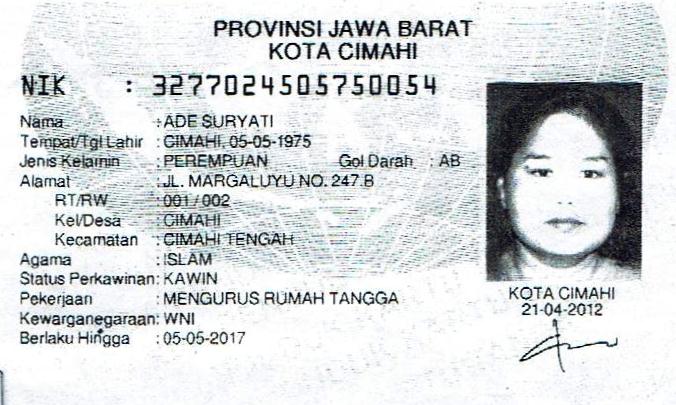 PROVINSI JAWA BARAT
KOTA CIMAHI
NIK : 3277024505750054
Nama : ADE SURYATI
Tempat/Tgl Lahir : CIMAHI, 05-05-1975
Jenis Kelamin : PEREMPUAN Gol Darah : AB
Alamat : JL. MARGALUYU NO. 247.B
RT/RW : 001 / 002
Kel/Desa : CIMAHI
Kecamatan : CIMAHI TENGAH
Agama : ISLAM
Status Perkawinan: KAWIN
Pekerjaan : MENGURUS RUMAH TANGGA
Kewarganegaraan: WNI
Berlaku Hingga : 05-05-2017
KOTA CIMAHI
21-04-2012